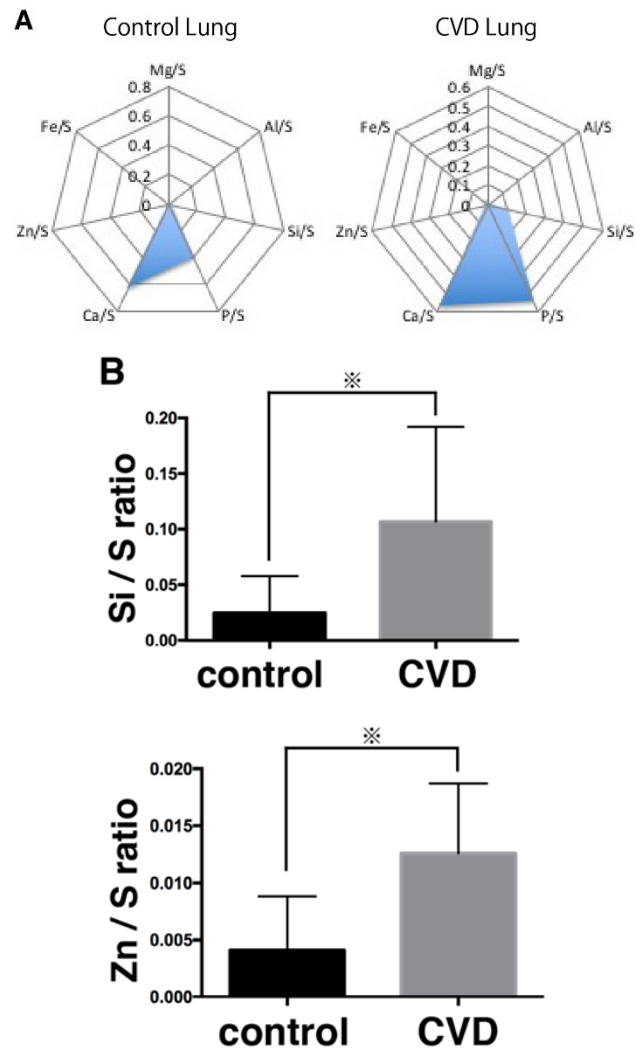 A
Control Lung
CVD Lung
Mg/S
Al/S
Si/S
P/S
Ca/S
Zn/S
Fe/S
0.8
0.6
0.4
0.2
0
Mg/S
Al/S
Si/S
P/S
Ca/S
Zn/S
Fe/S
0.6
0.5
0.4
0.3
0.2
0.1
0
B
※
Si / S ratio
0.20
0.15
0.10
0.05
0.00
control
CVD
※
Zn / S ratio
0.020
0.015
0.010
0.005
0.000
control
CVD